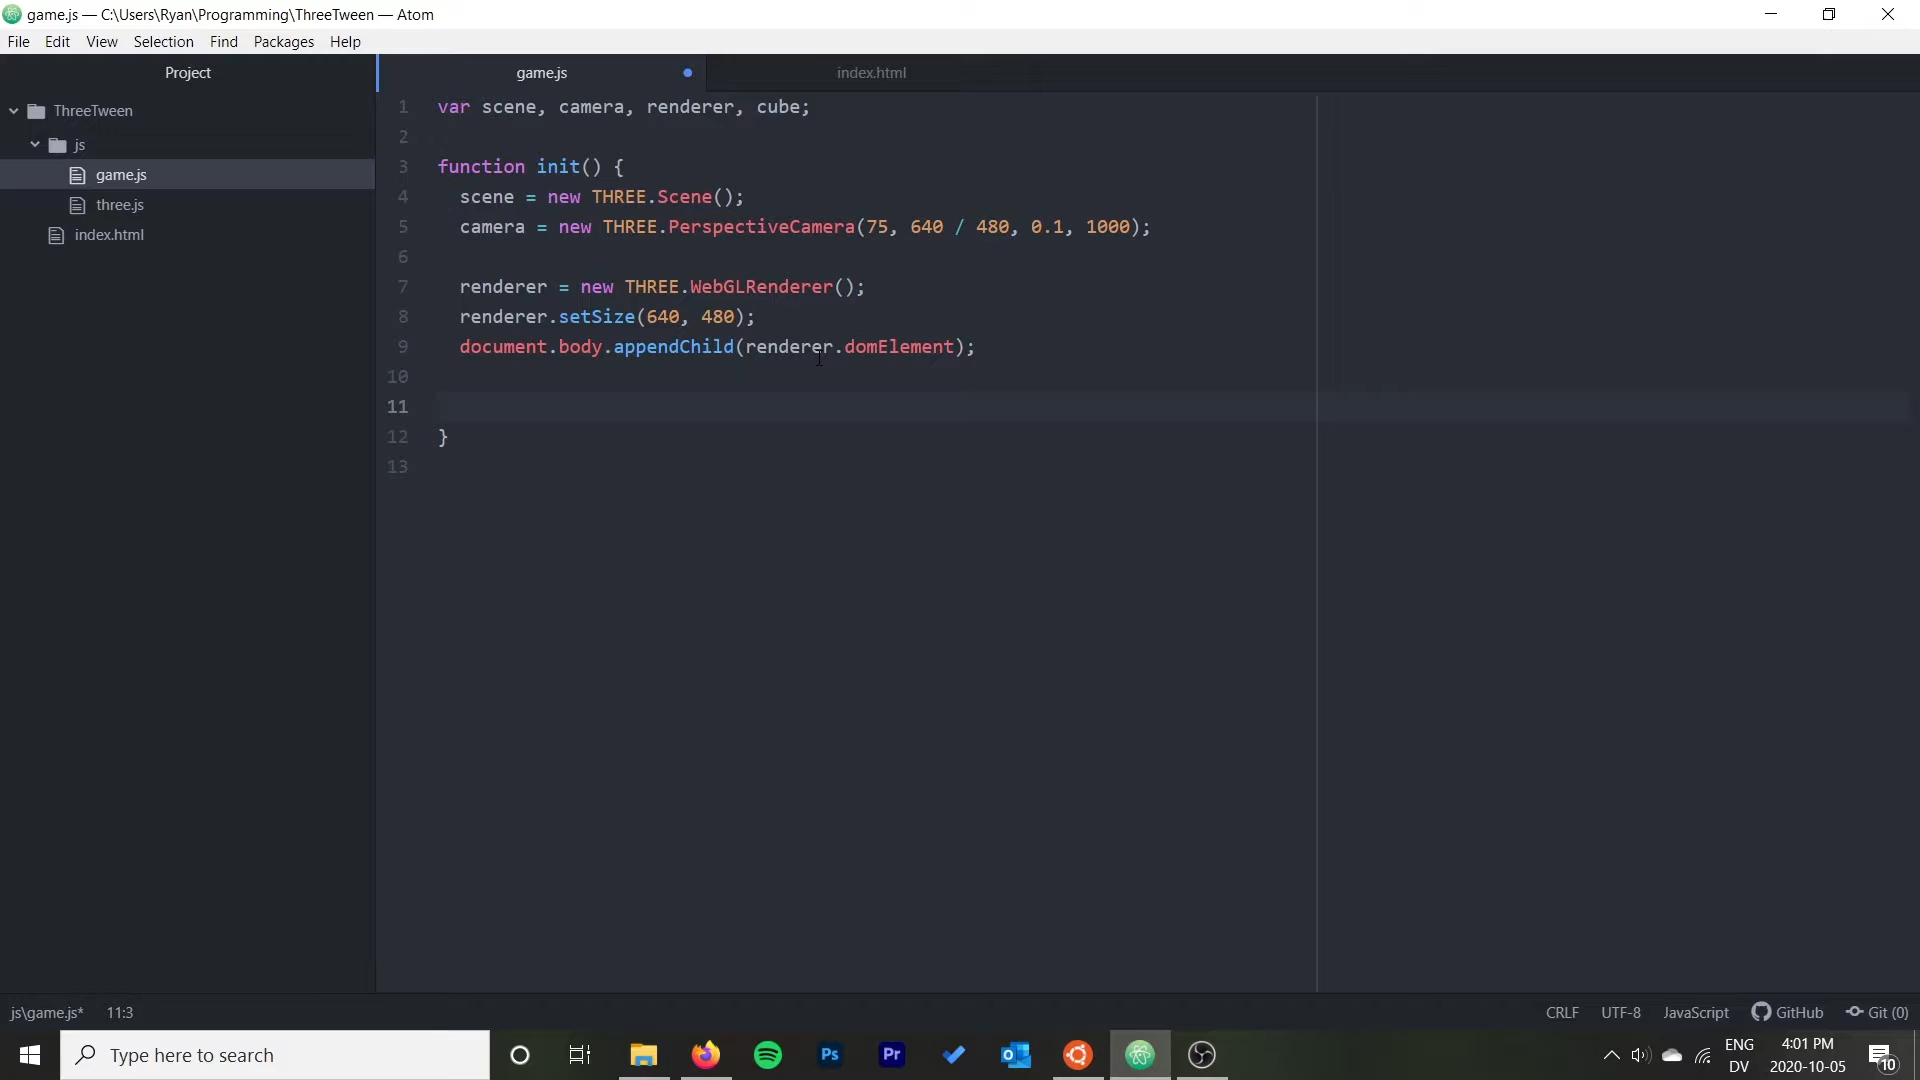 game.js — C:\Users\Ryan\Programming\ThreeTween — Atom
File Edit View Selection Find Packages Help
Project
ThreeTween
js
game.js
three.js
index.html
game.js index.html
1 var scene, camera, renderer, cube;
2
3 function init() {
4 scene = new THREE.Scene();
5 camera = new THREE.PerspectiveCamera(75, 640 / 480, 0.1, 1000);
6
7 renderer = new THREE.WebGLRenderer();
8 renderer.setSize(640, 480);
9 document.body.appendChild(renderer.domElement);
10
11
12 }
13
js\game.js* 11:3 CRLF UTF-8 JavaScript GitHub Git (0)
Type here to search
Ps
Pr
ENG
DV
4:01 PM
2020-10-05
10